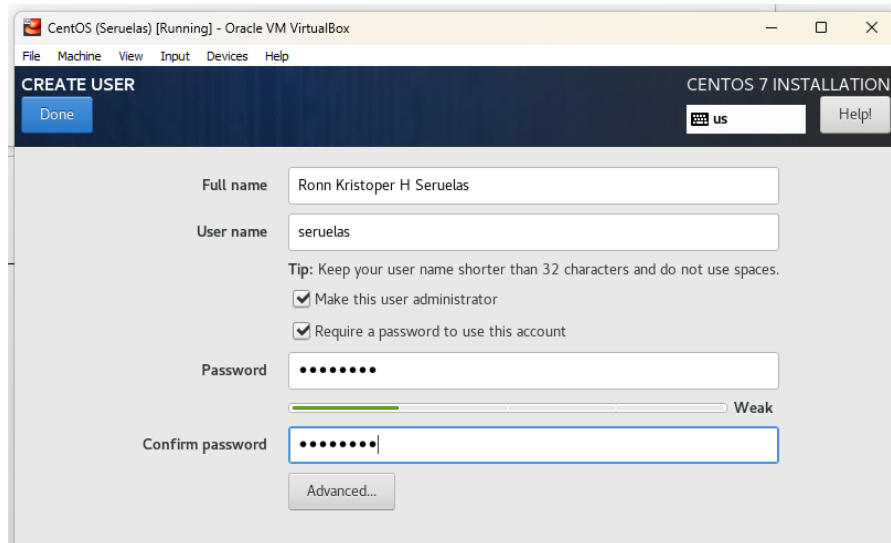 CentOS (Seruelas) [Running] - Oracle VM VirtualBox
File Machine View Input Devices Help
CREATE USER
CENTOS 7 INSTALLATION
Done
us
Help!
Full name
Ronn Kristoper H Seruelas
User name
seruelas
Tip: Keep your user name shorter than 32 characters and do not use spaces.
Make this user administrator
Require a password to use this account
Password
••••••••
Weak
Confirm password
••••••••
Advanced...